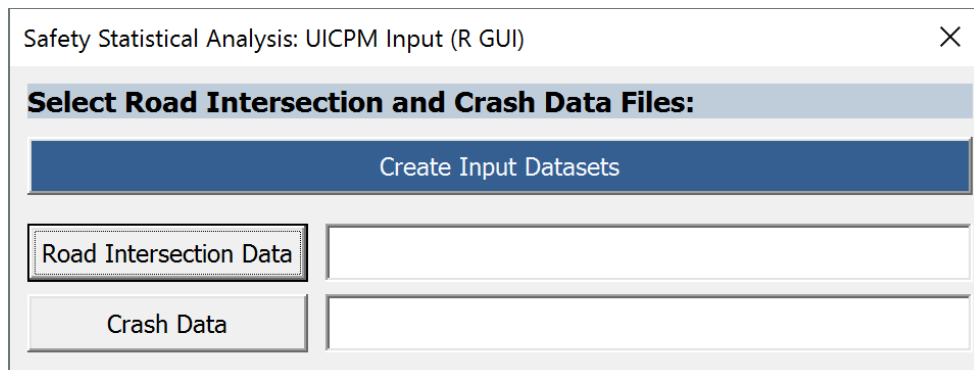 Safety Statistical Analysis: UICPM Input (R GUI)
Select Road Intersection and Crash Data Files:
Create Input Datasets
Road Intersection Data
Crash Data